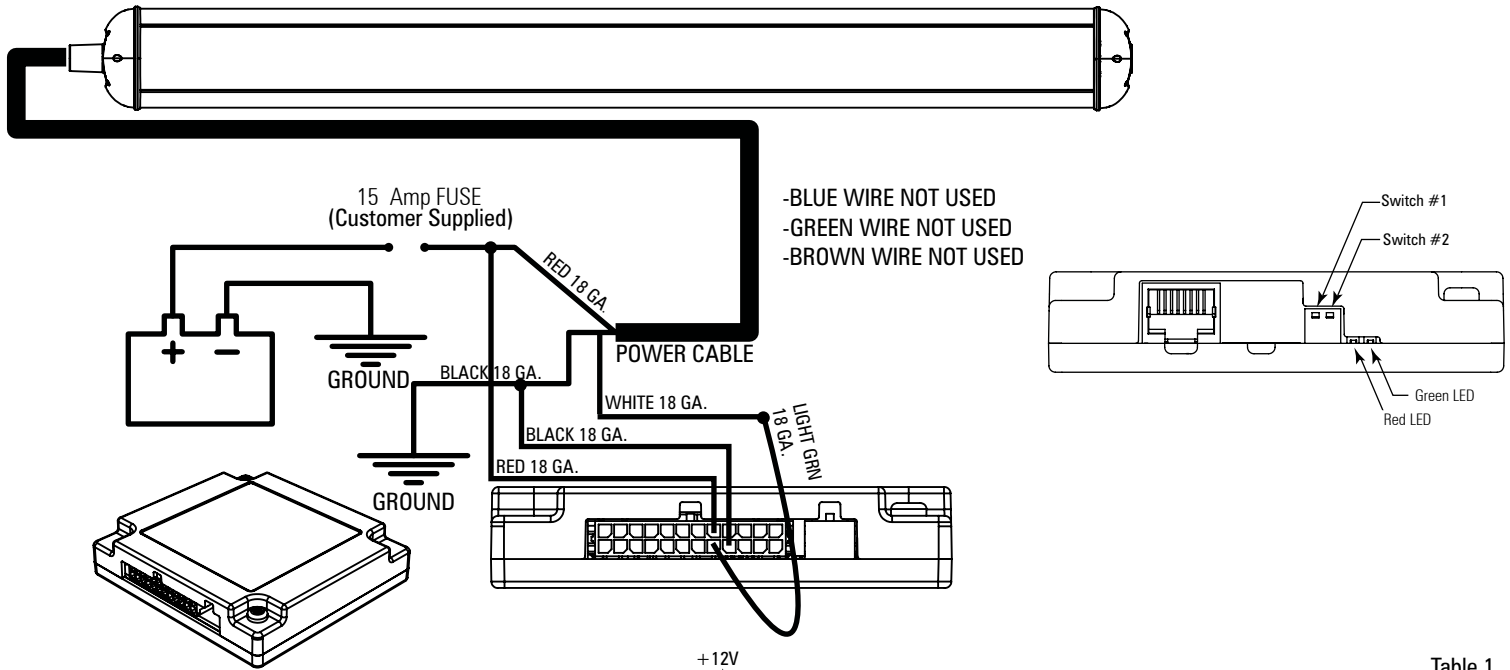 15 Amp FUSE
(Customer Supplied)
-BLUE WIRE NOT USED
-GREEN WIRE NOT USED
-BROWN WIRE NOT USED
Switch #1
Switch #2
RED 18 GA.
+
−
GROUND
POWER CABLE
BLACK 18 GA.
WHITE 18 GA.
LIGHT GRN
18 GA.
BLACK 18 GA.
RED 18 GA.
GROUND
Green LED
Red LED
+12V
Table 1